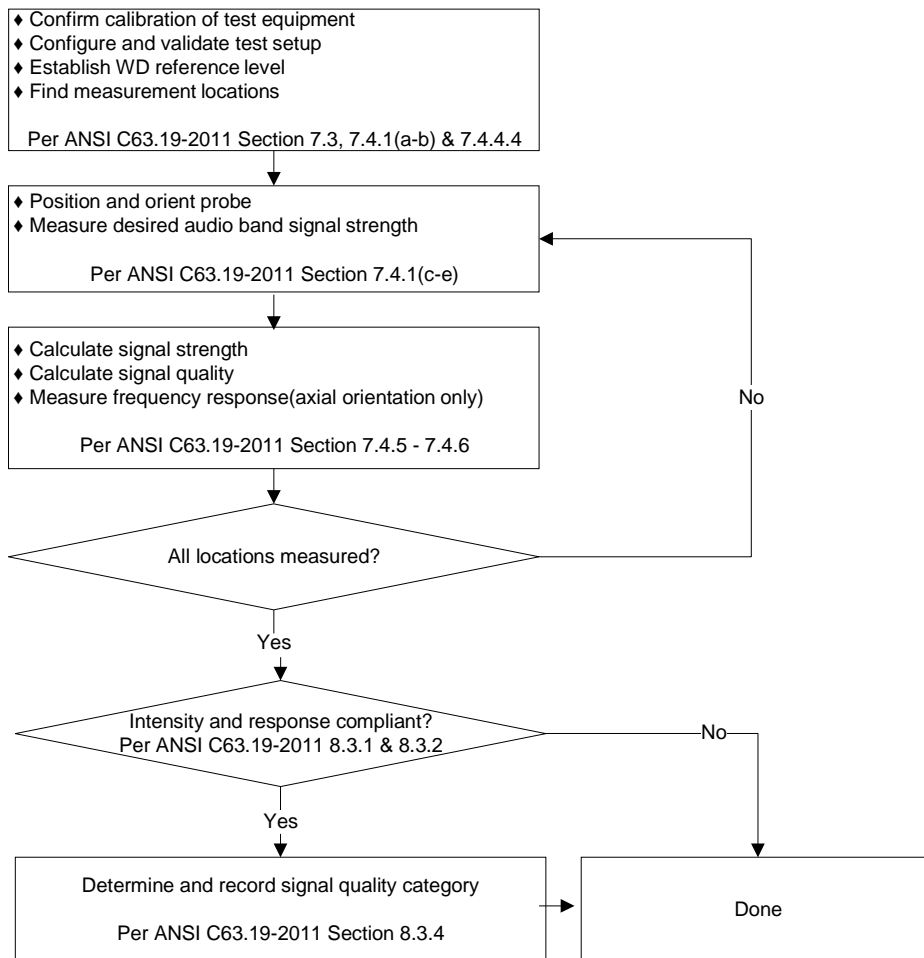 ♦ Confirm calibration of test equipment
♦ Configure and validate test setup
♦ Establish WD reference level
♦ Find measurement locations
Per ANSI C63.19-2011 Section 7.3, 7.4.1(a-b) & 7.4.4.4
♦ Position and orient probe
♦ Measure desired audio band signal strength
Per ANSI C63.19-2011 Section 7.4.1(c-e)
♦ Calculate signal strength
♦ Calculate signal quality
♦ Measure frequency response(axial orientation only)
Per ANSI C63.19-2011 Section 7.4.5 - 7.4.6
No
All locations measured?
Yes
Intensity and response compliant?
Per ANSI C63.19-2011 8.3.1 & 8.3.2
No
Yes
Determine and record signal quality category
Per ANSI C63.19-2011 Section 8.3.4
Done